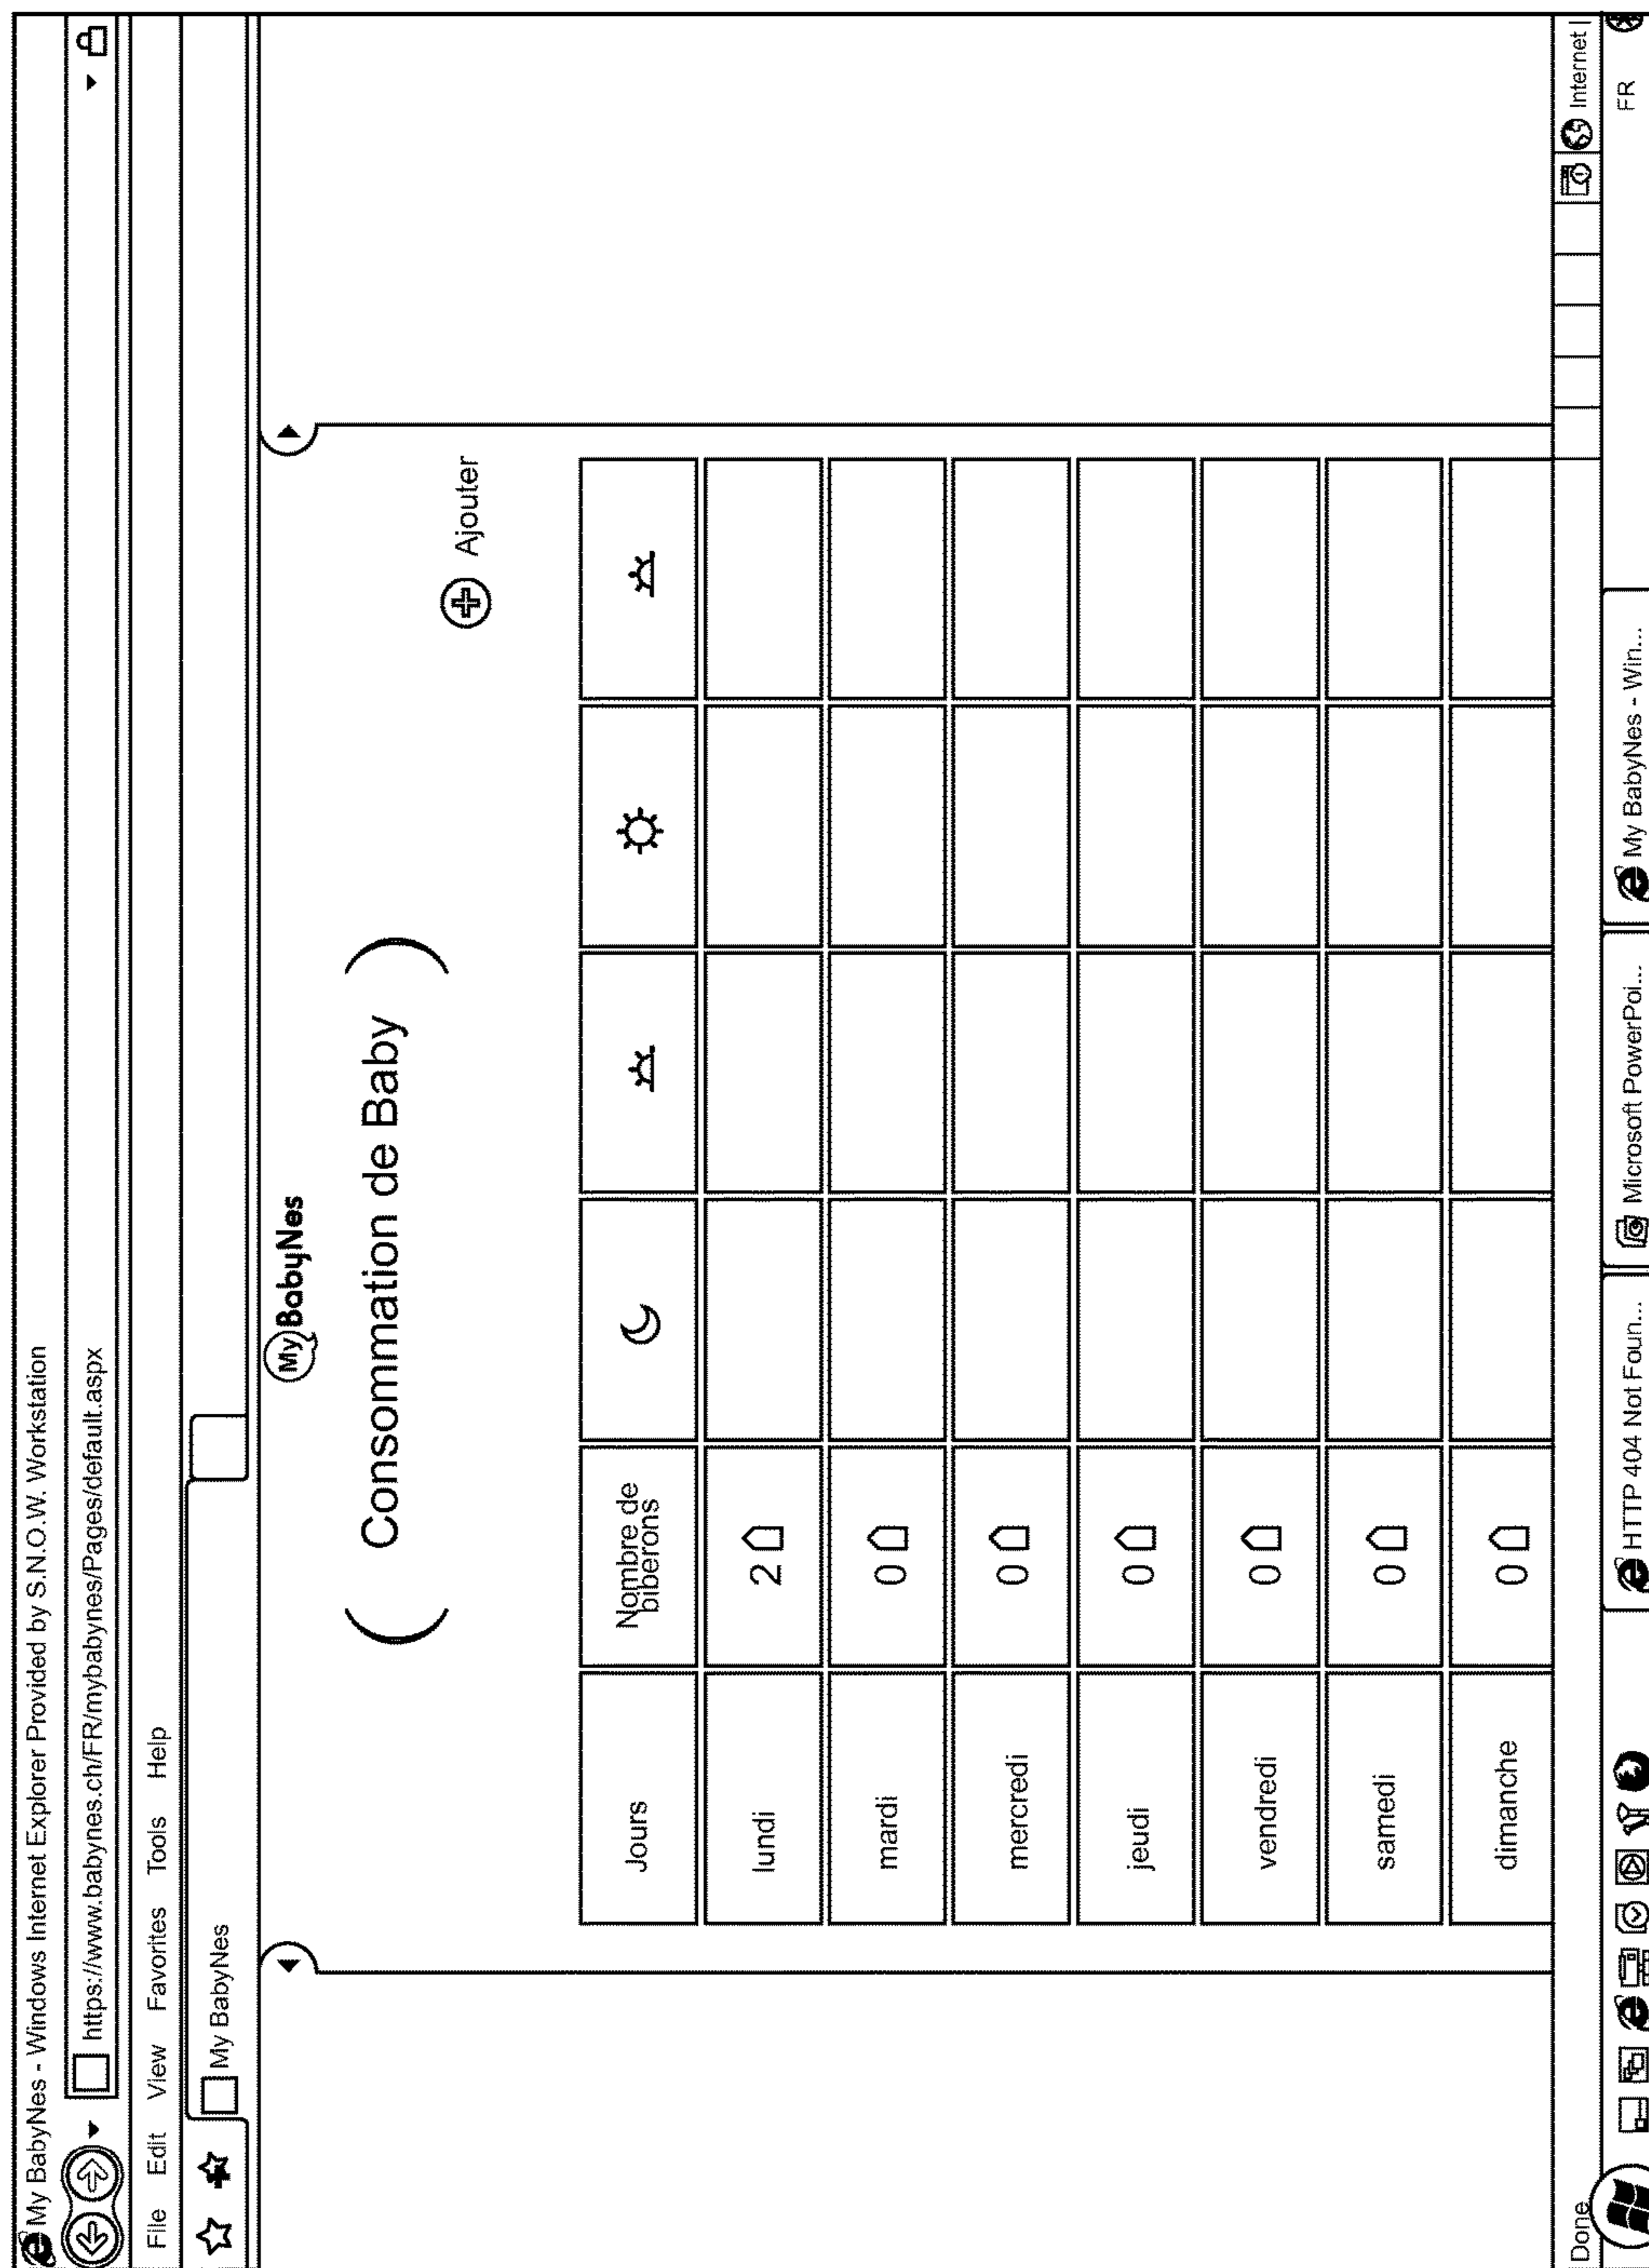 My BabyNes - Windows Internet Explorer Provided by S.N.O.W. Workstation
https://www.babynes.ch/FR/mybabynes/Pages/default.aspx
File Edit View Favorites Tools Help
My BabyNes
My BabyNes
( Consommation de Baby )
Ajouter
Jours Nombre de
biberons
lundi 2
mardi 0
mercredi 0
jeudi 0
vendredi 0
samedi 0
dimanche 0
Done Internet
HTTP 404 Not Foun... Microsoft PowerPoi... My BabyNes - Win... FR